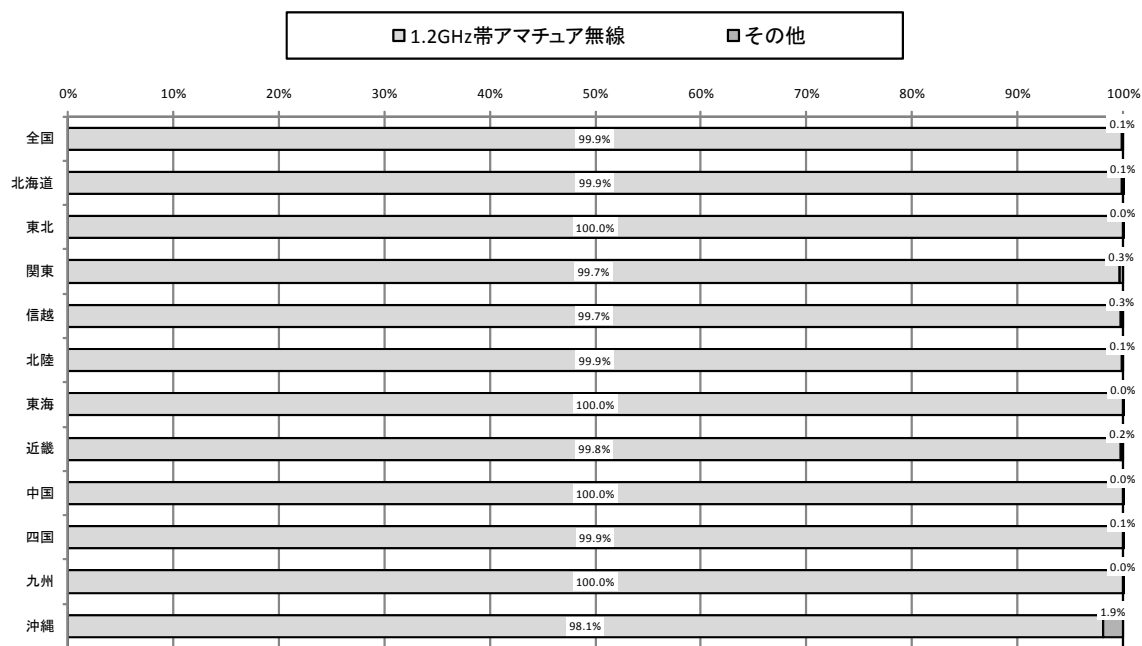 1.2GHz帯アマチュア無線 その他
0% 10% 20% 30% 40% 50% 60% 70% 80% 90% 100%
全国 99.9% 0.1%
北海道 99.9% 0.1%
東北 100.0% 0.0%
関東 99.7% 0.3%
信越 99.7% 0.3%
北陸 99.9% 0.1%
東海 100.0% 0.0%
近畿 99.8% 0.2%
中国 100.0% 0.0%
四国 99.9% 0.1%
九州 100.0% 0.0%
沖縄 98.1% 1.9%